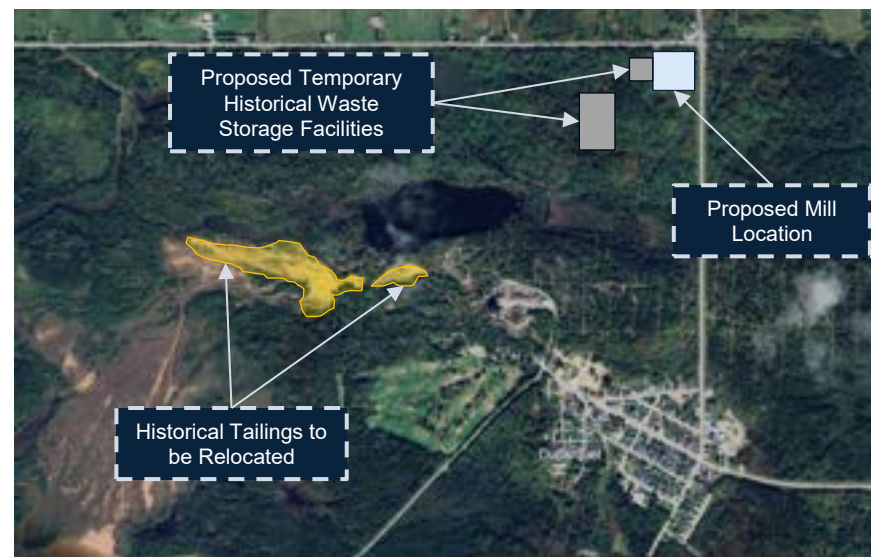 Proposed Temporary
Historical Waste
Storage Facilities
Proposed Mill
Location
Historical Tailings to
be Relocated